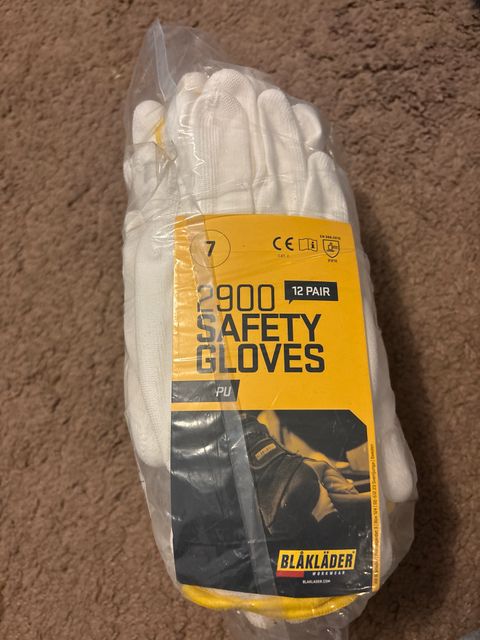 7
CE
2900
12 PAIR
SAFETY
GLOVES
PU
BLÅKLÄDER
WORKWEAR
BLAKLADER.COM